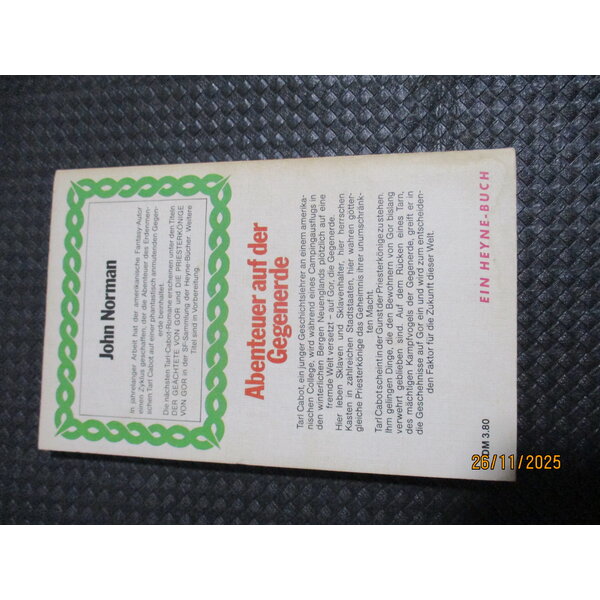 John Norman
In jahrelanger Arbeit hat der amerikanische Fantasy-Autor
einen Zyklus geschaffen, der die Abenteuer des Erdenmen-
schen Tarl Cabot auf einer phantastisch anmutenden Gegen-
erde beinhaltet.
Die nächsten Tarl-Cabot-Romane erscheinen unter den Titeln
DER GEÄCHTETE VON GOR und DIE PRIESTERKÖNIGE
VON GOR in der SF-Sammlung der Heyne-Bücher. Weitere
Titel sind in Vorbereitung.
Abenteuer auf der
Gegenerde
Tarl Cabot, ein junger Geschichtslehrer an einem amerika-
nischen College, wird während eines Campingausflugs in
den winterlichen Bergen Neuenglands plötzlich auf eine
fremde Welt versetzt – auf Gor, die Gegenerde.
Hier leben Sklaven und Sklavenhalter, hier herrschen
Kasten in zahlreichen Stadtstaaten, hier wahren götter-
gleiche Priesterkönige das Geheimnis ihrer unumschränk-
ten Macht.
Tarl Cabot scheint in der Gunst der Priesterkönige zu stehen.
Ihm gelingen Dinge, die den Bewohnern von Gor bislang
verwehrt geblieben sind. Auf dem Rücken eines Tarn,
des mächtigen Kampfvogels der Gegenerde, greift er in
die Geschehnisse auf Gor ein und wird zum entscheiden-
den Faktor für die Zukunft dieser Welt.
EIN HEYNE-BUCH
DM 3.80
26/11/2025